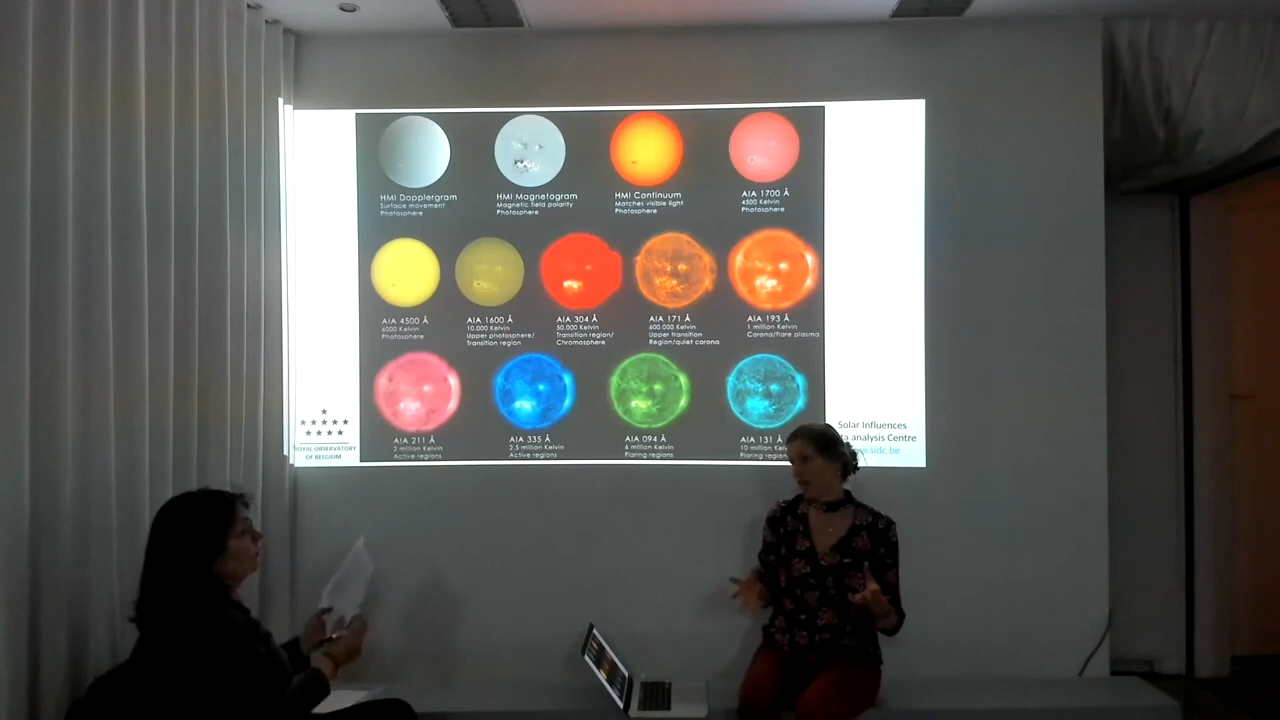 HMI Dopplergram
Surface movement
Photosphere
HMI Magnetogram
Magnetic field polarity
Photosphere
HMI Continuum
Matches visible light
Photosphere
AIA 1700 Å
4500 Kelvin
Photosphere
AIA 4500 Å
6000 Kelvin
Photosphere
AIA 1600 Å
10,000 Kelvin
Upper photosphere/
Transition region
AIA 304 Å
50,000 Kelvin
Transition region/
Chromosphere
AIA 171 Å
600,000 Kelvin
Upper transition
Region/quiet corona
AIA 193 Å
1 million Kelvin
Corona/flare plasma
AIA 211 Å
2 million Kelvin
Active regions
AIA 335 Å
2.5 million Kelvin
Active regions
AIA 094 Å
6 million Kelvin
Flaring regions
AIA 131 Å
10 million
Flaring region
ROYAL OBSERVATORY
OF BELGIUM
Solar Influences
analysis Centre
sidc.be